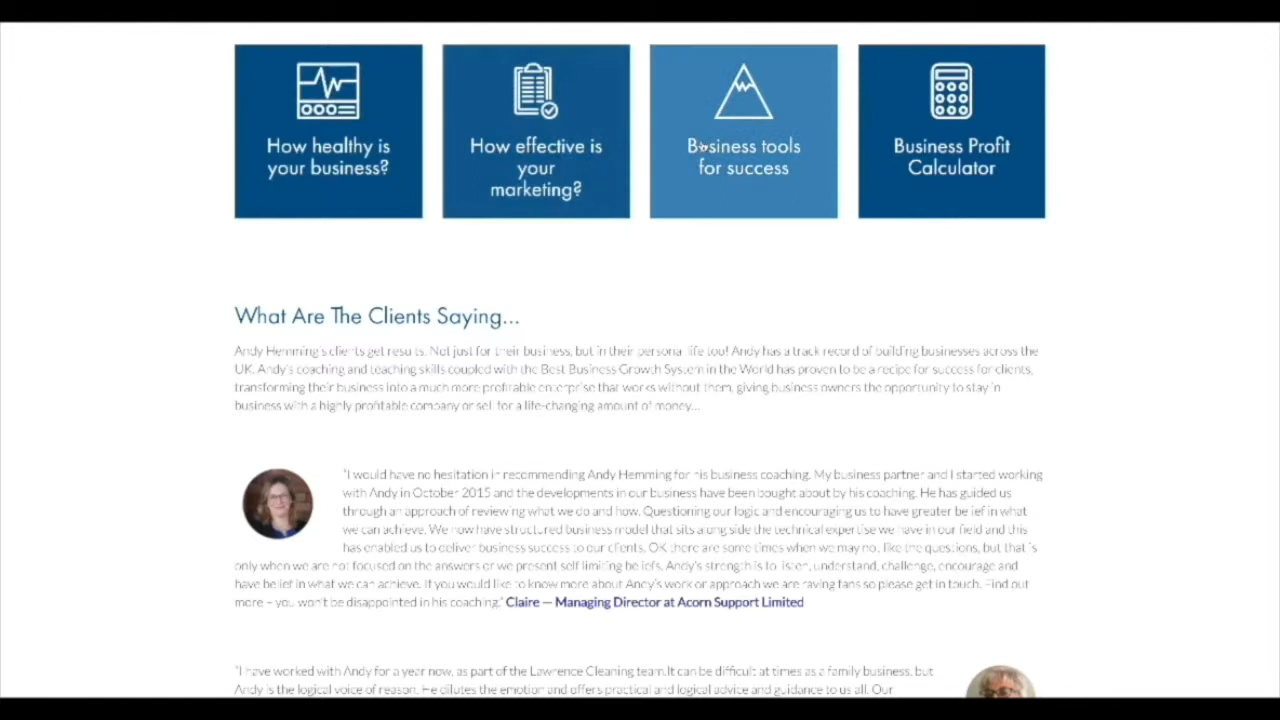 How healthy is
your business?
How effective is
your
marketing?
Business tools
for success
Business Profit
Calculator
What Are The Clients Saying...
Andy Hemming's clients get results. Not just for their business, but in their personal life too! Andy has a track record of building businesses across the
UK. Andy's coaching and teaching skills coupled with the Best Business Growth System in the World has proven to be a recipe for success for clients,
transforming their business into a much more profitable enterprise that works without them, giving business owners the opportunity to stay in
business with a highly profitable company or sell for a life-changing amount of money...
"I would have no hesitation in recommending Andy Hemming for his business coaching. My business partner and I started working
with Andy in October 2015 and the developments in our business have been bought about by his coaching. He has guided us
through an approach of reviewing what we do and how. Questioning our logic and encouraging us to have greater belief in what
we can achieve. We now have structured business model that sits along side the technical expertise we have in our field and this
has enabled us to deliver business success to our clients. OK there are some times when we may not like the questions, but that is
only when we are not focused on the answers or we present self limiting beliefs. Andy's strength is to listen, understand, challenge, encourage and
have belief in what we can achieve. If you would like to know more about Andy's work or approach we are raving fans so please get in touch. Find out
more – you won't be disappointed in his coaching." Claire — Managing Director at Acorn Support Limited
"I have worked with Andy for a year now, as part of the Lawrence Cleaning team.It can be difficult at times as a family business, but
Andy is the logical voice of reason. He dilutes the emotion and offers practical and logical advice and guidance to us all. Our